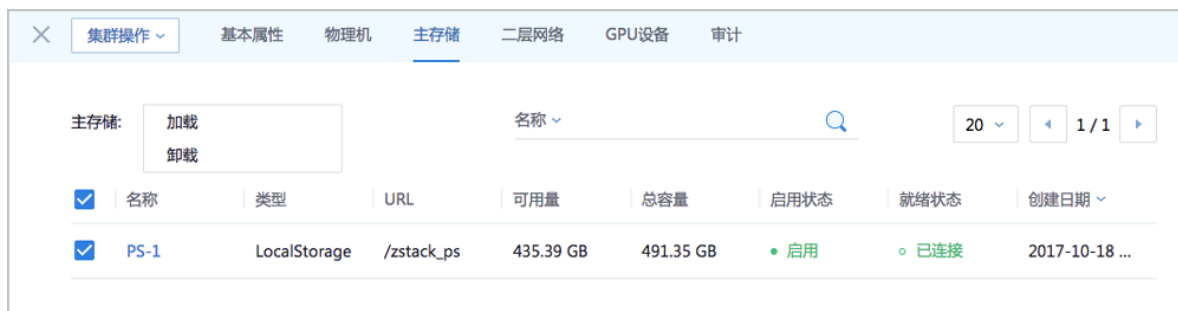 集群操作 基本属性 物理机 主存储 二层网络 GPU设备 审计
主存储: 加载 名称 20 1 / 1
卸载
名称 类型 URL 可用量 总容量 启用状态 就绪状态 创建日期
PS-1 LocalStorage /zstack_ps 435.39 GB 491.35 GB 启用 已连接 2017-10-18 ...